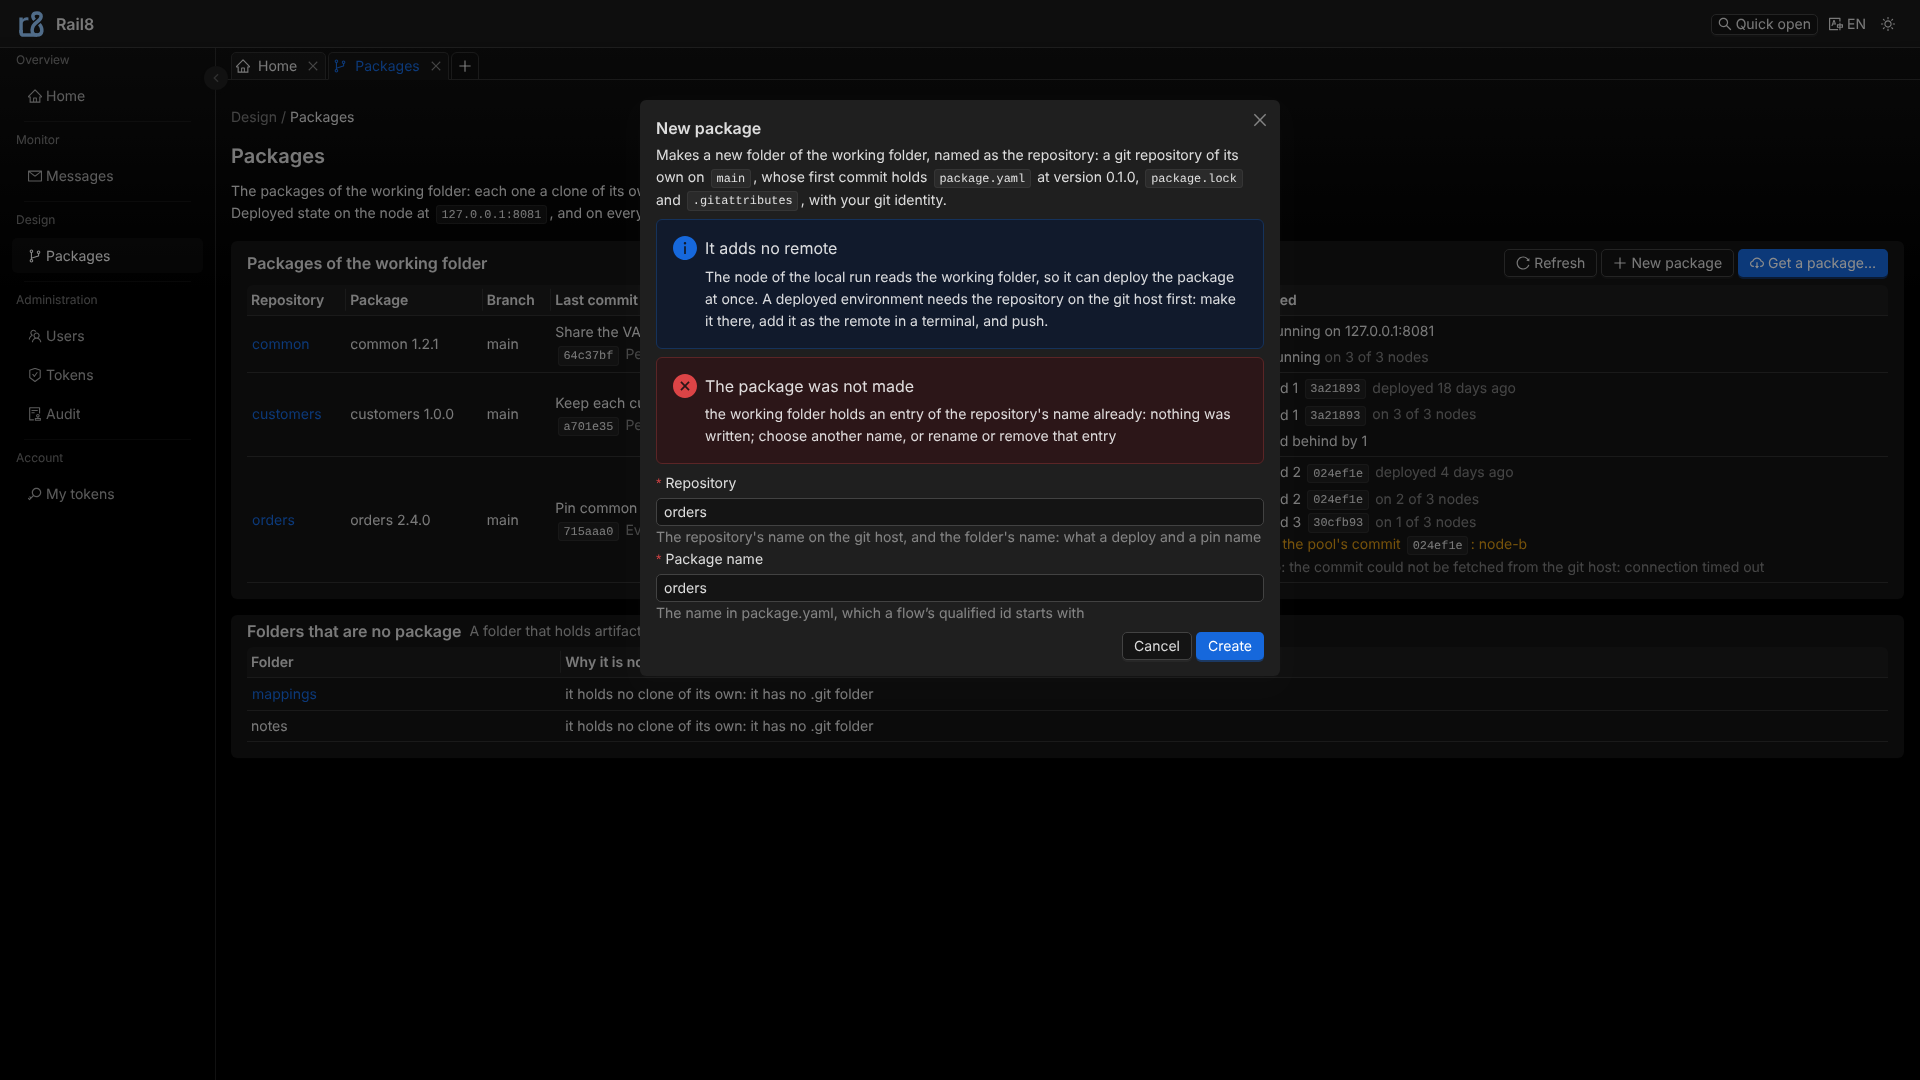 r8 Rail8
Quick open
EN
Overview
Home
Monitor
Messages
Design
Packages
Administration
Users
Tokens
Audit
Account
My tokens
Home
Packages
Design / Packages
Packages
The packages of the working folder: each one a clone of its
Deployed state on the node at 127.0.0.1:8081, and on every
Packages of the working folder
Refresh
New package
Get a package...
Repository Package Branch Last commit
common common 1.2.1 main Share the
64c37bf
unning on 127.0.0.1:8081
unning on 3 of 3 nodes
customers customers 1.0.0 main Keep each
a701e35
d 1 3a21893 deployed 18 days ago
d 1 3a21893 on 3 of 3 nodes
d behind by 1
orders orders 2.4.0 main Pin common
715aaa0
d 2 024ef1e deployed 4 days ago
d 2 024ef1e on 2 of 3 nodes
d 3 30cfb93 on 1 of 3 nodes
the pool's commit 024ef1e : node-b
: the commit could not be fetched from the git host: connection timed out
Folders that are no package A folder that holds
Folder Why it is
mappings it holds no clone of its own: it has no .git folder
notes it holds no clone of its own: it has no .git folder
New package
Makes a new folder of the working folder, named as the repository: a git repository of its
own on main, whose first commit holds package.yaml at version 0.1.0, package.lock
and .gitattributes, with your git identity.
It adds no remote
The node of the local run reads the working folder, so it can deploy the package
at once. A deployed environment needs the repository on the git host first: make
it there, add it as the remote in a terminal, and push.
The package was not made
the working folder holds an entry of the repository's name already: nothing was
written; choose another name, or rename or remove that entry
* Repository
orders
The repository's name on the git host, and the folder's name: what a deploy and a pin name
* Package name
orders
The name in package.yaml, which a flow’s qualified id starts with
Cancel
Create